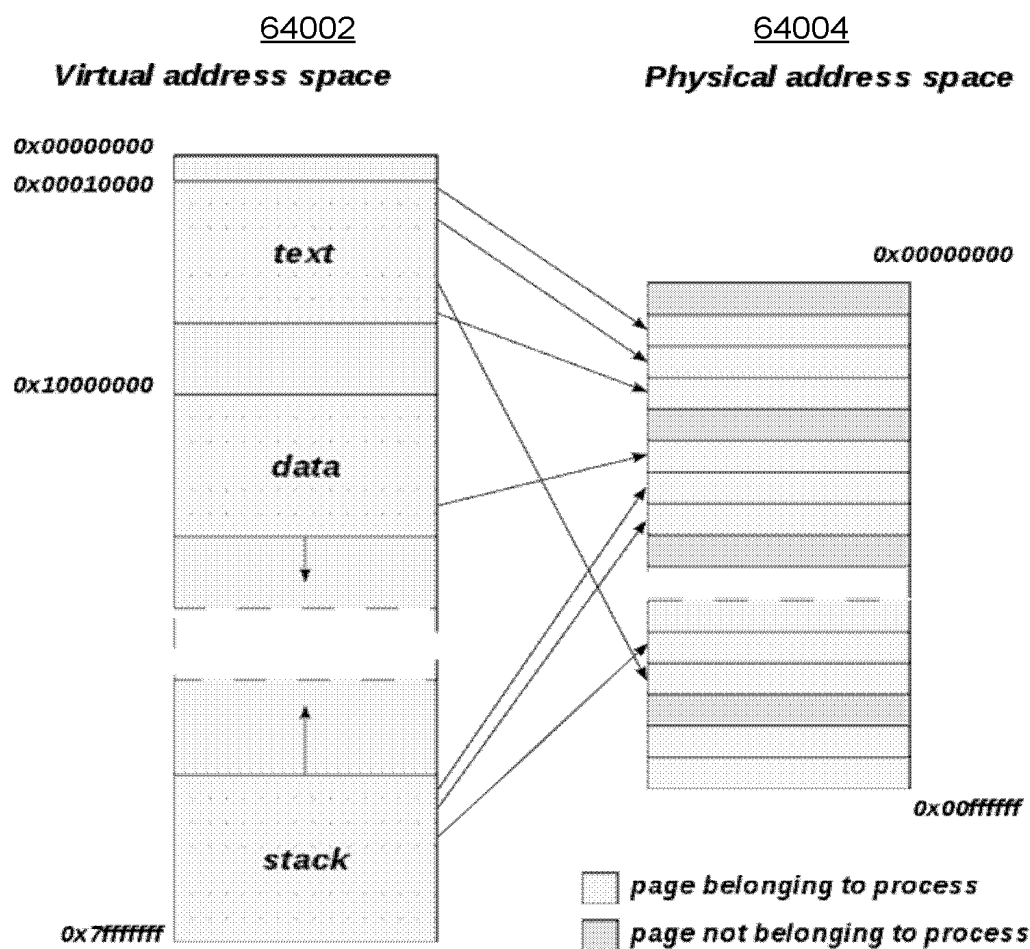 64002
Virtual address space
64004
Physical address space
0x00000000
0x00010000
text
0x10000000
data
stack
0x7fffffff
0x00000000
0x00ffffff
page belonging to process
page not belonging to process